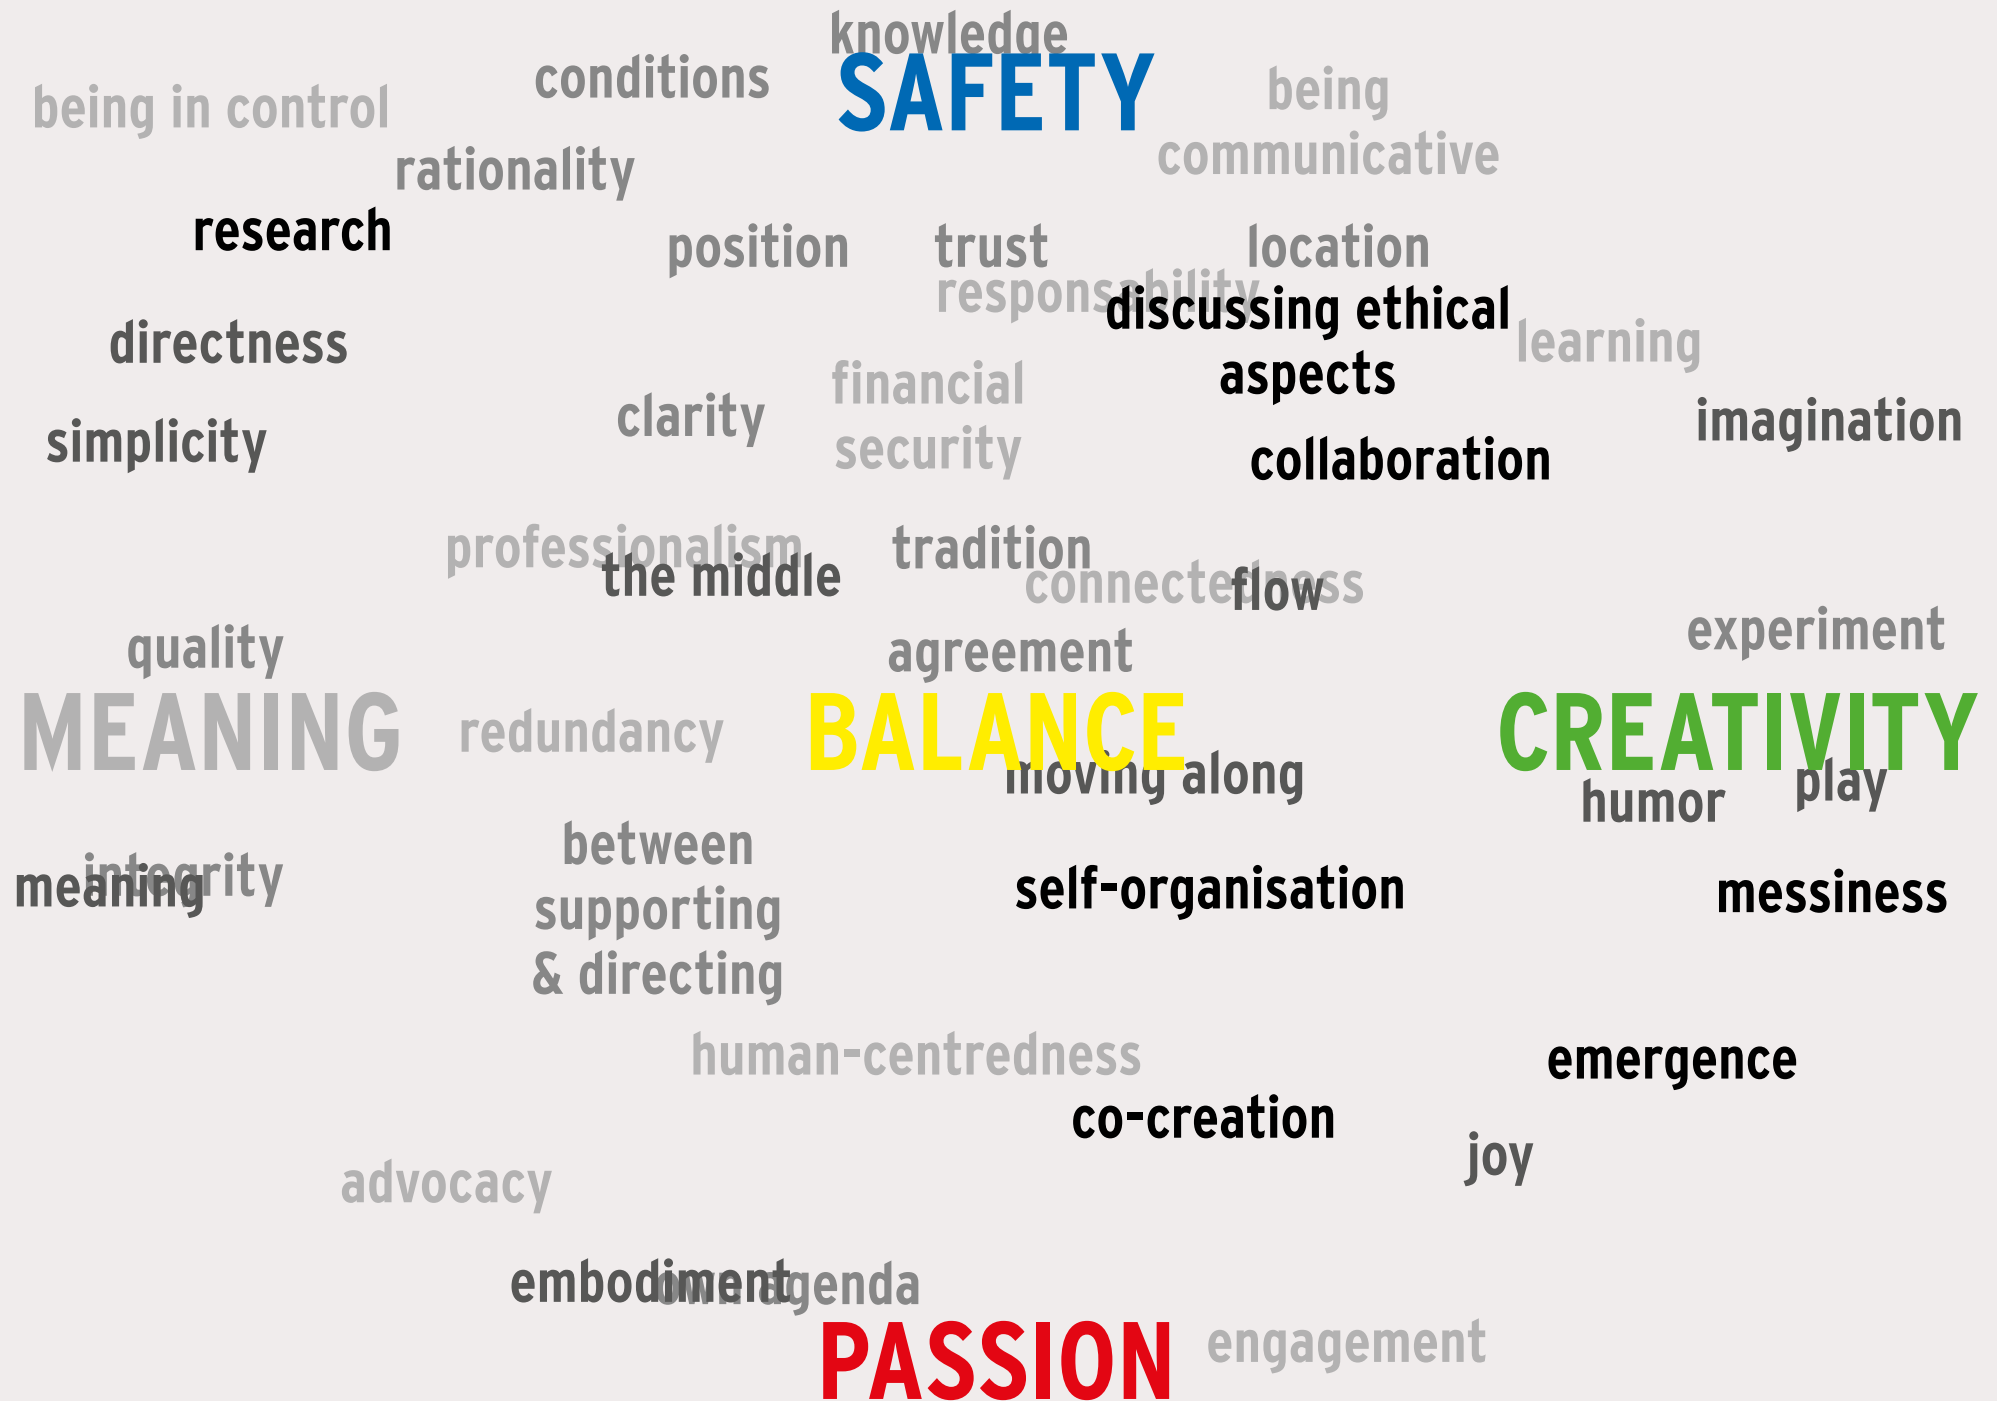 knowledge
SAFETY
conditions
being in control
being
communicative
rationality
research
position
trust
location
responsability
discussing ethical
aspects
directness
learning
financial
security
clarity
imagination
simplicity
collaboration
professionalism
the middle
tradition
connectedness
flow
quality
agreement
experiment
MEANING
redundancy
BALANCE
CREATIVITY
moving along
play
humor
between
supporting
& directing
integrity
meaning
self-organisation
messiness
human-centredness
emergence
co-creation
joy
advocacy
embodiment
own agenda
PASSION
engagement